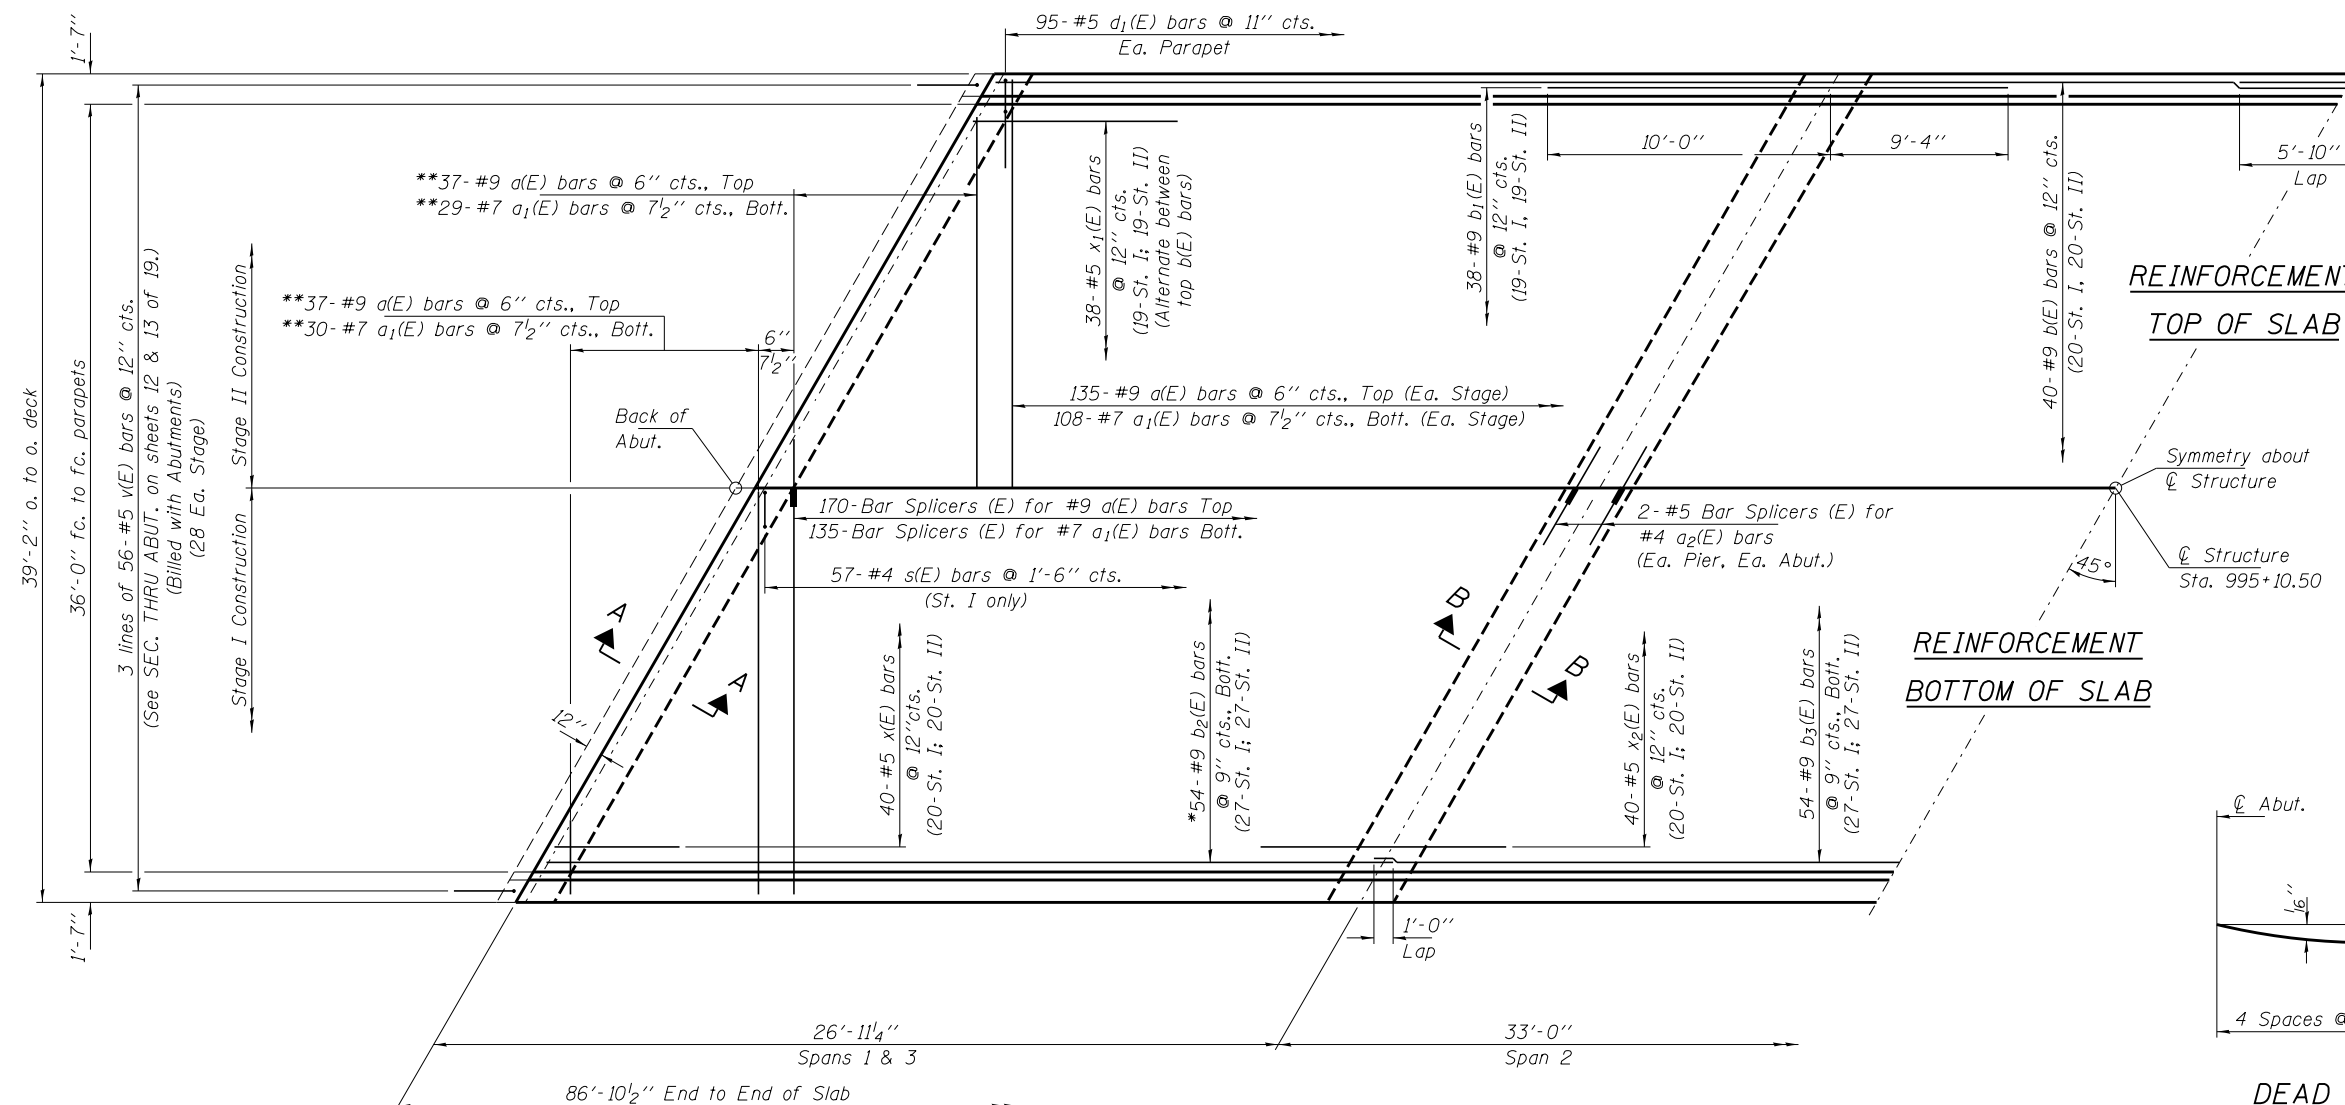 95-#5 d₁(E) bars @ 11" cts.
Ea. Parapet
1'-7"
**37-#9 a(E) bars @ 6" cts., Top
**29-#7 a₁(E) bars @ 7½" cts., Bott.
**37-#9 a(E) bars @ 6" cts., Top
**30-#7 a₁(E) bars @ 7½" cts., Bott.
6"
7½"
38-#5 x₁(E) bars
@ 12" cts.
(19-St. I; 19-St. II)
(Alternate between
top b(E) bars)
38-#9 b₁(E) bars
@ 12" cts.
(19-St. I, 19-St. II)
10'-0"
9'-4"
40-#9 b(E) bars @ 12" cts.
(20-St. I, 20-St. II)
5'-10"
Lap
REINFORCEMENT
TOP OF SLAB
39'-2" o. to o. deck
36'-0" fc. to fc. parapets
3 lines of 56-#5 v(E) bars @ 12" cts.
(See SEC. THRU ABUT. on sheets 12 & 13 of 19.)
(Billed with Abutments)
(28 Ea. Stage)
Stage II Construction
Stage I Construction
Back of
Abut.
135-#9 a(E) bars @ 6" cts., Top (Ea. Stage)
108-#7 a₁(E) bars @ 7½" cts., Bott. (Ea. Stage)
170-Bar Splicers (E) for #9 a(E) bars Top
135-Bar Splicers (E) for #7 a₁(E) bars Bott.
2-#5 Bar Splicers (E) for
#4 a₂(E) bars
(Ea. Pier, Ea. Abut.)
57-#4 s(E) bars @ 1'-6" cts.
(St. I only)
Symmetry about
℄ Structure
℄ Structure
Sta. 995+10.50
45°
A
A
B
B
REINFORCEMENT
BOTTOM OF SLAB
12"
40-#5 x(E) bars
@ 12"cts.
(20-St. I; 20-St. II)
*54-#9 b₂(E) bars
@ 9" cts., Bott.
(27-St. I; 27-St. II)
40-#5 x₂(E) bars
@ 12" cts.
(20-St. I; 20-St. II)
54-#9 b₃(E) bars
@ 9" cts., Bott.
(27-St. I; 27-St. II)
1'-7"
1'-0"
Lap
℄ Abut.
1/16"
4 Spaces @
26'-11¼"
Spans 1 & 3
33'-0"
Span 2
86'-10½" End to End of Slab
DEAD